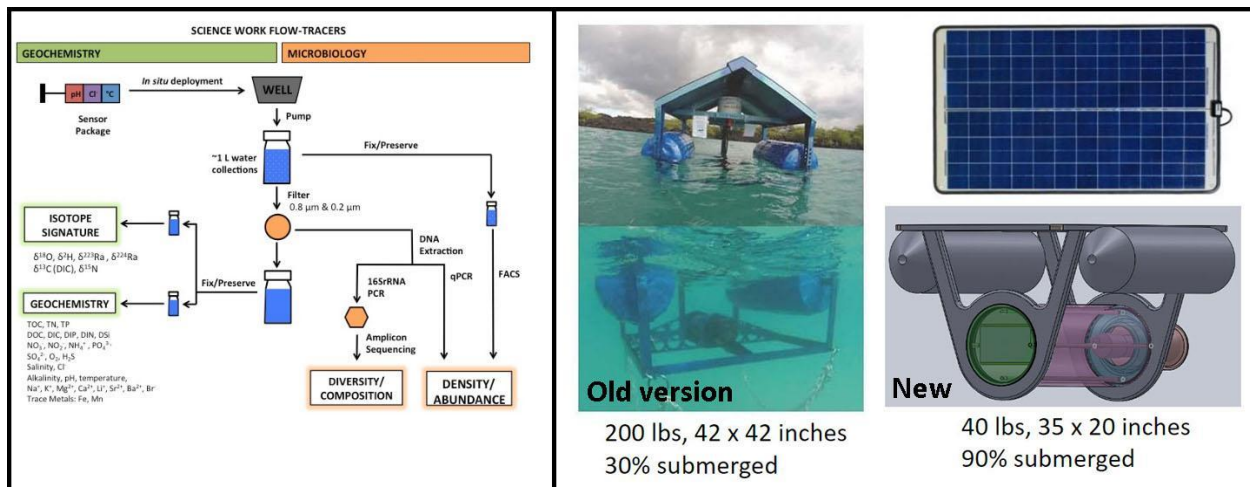 SCIENCE WORK FLOW-TRACERS
GEOCHEMISTRY
MICROBIOLOGY
In situ deployment
pH Cl⁻ °C
Sensor
Package
WELL
Pump
~1 L water
collections
Fix/Preserve
Filter
0.8 µm & 0.2 µm
ISOTOPE
SIGNATURE
δ¹⁸O, δ²H, δ²²³Ra, δ²²⁴Ra
δ¹³C (DIC), δ¹⁵N
Fix/Preserve
DNA
Extraction
16SrRNA
PCR
qPCR
FACS
GEOCHEMISTRY
TOC, TN, TP
DOC, DIC, DIP, DIN, DSi
NO₃⁻, NO₂⁻, NH₄⁺, PO₄³⁻
SO₄²⁻, O₂, H₂S
Salinity, Cl⁻
Alkalinity, pH, temperature,
Na⁺, K⁺, Mg²⁺, Ca²⁺, Li⁺, Sr²⁺, Ba²⁺, Br⁻
Trace Metals: Fe, Mn
Amplicon
Sequencing
DIVERSITY/
COMPOSITION
DENSITY/
ABUNDANCE
Old version
200 lbs, 42 x 42 inches
30% submerged
New
40 lbs, 35 x 20 inches
90% submerged